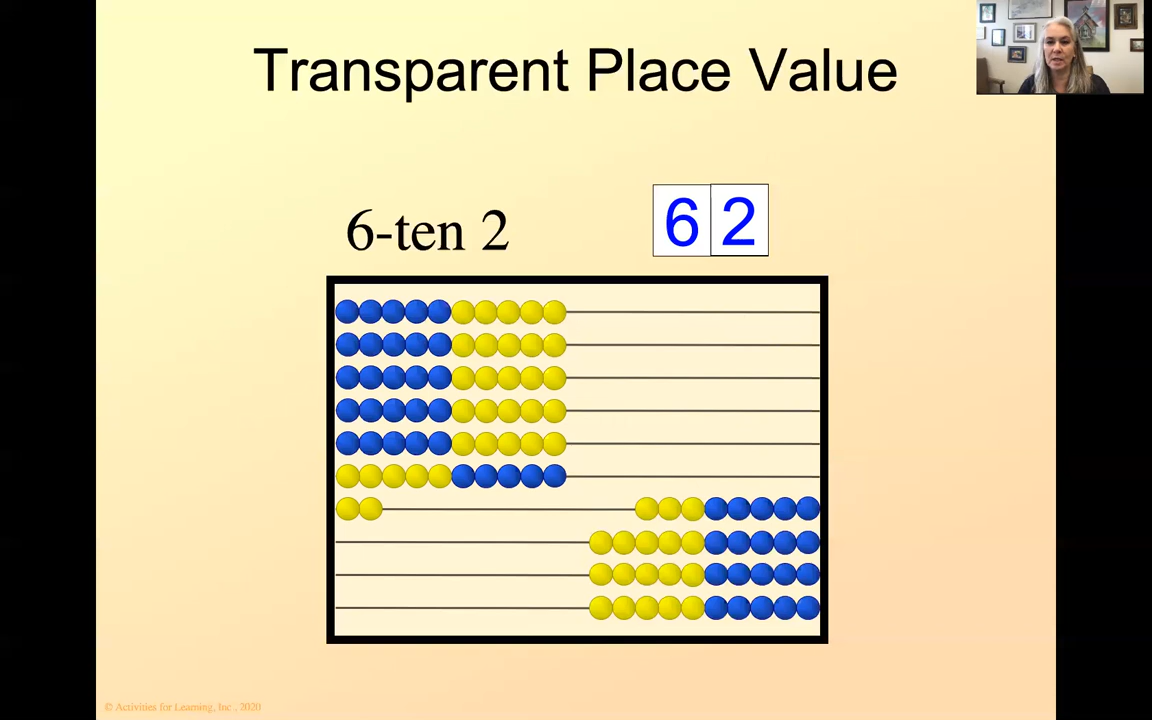 Transparent Place Value
6-ten 2
6 2
© Activities for Learning, Inc., 2020